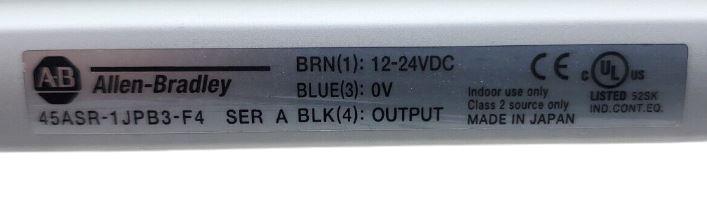 AB Allen-Bradley
45ASR-1JPB3-F4 SER A
BRN(1): 12-24VDC
BLUE(3): 0V
BLK(4): OUTPUT
CE
Indoor use only
Class 2 source only
MADE IN JAPAN
C UL US
LISTED 52SK
IND.CONT.EQ.